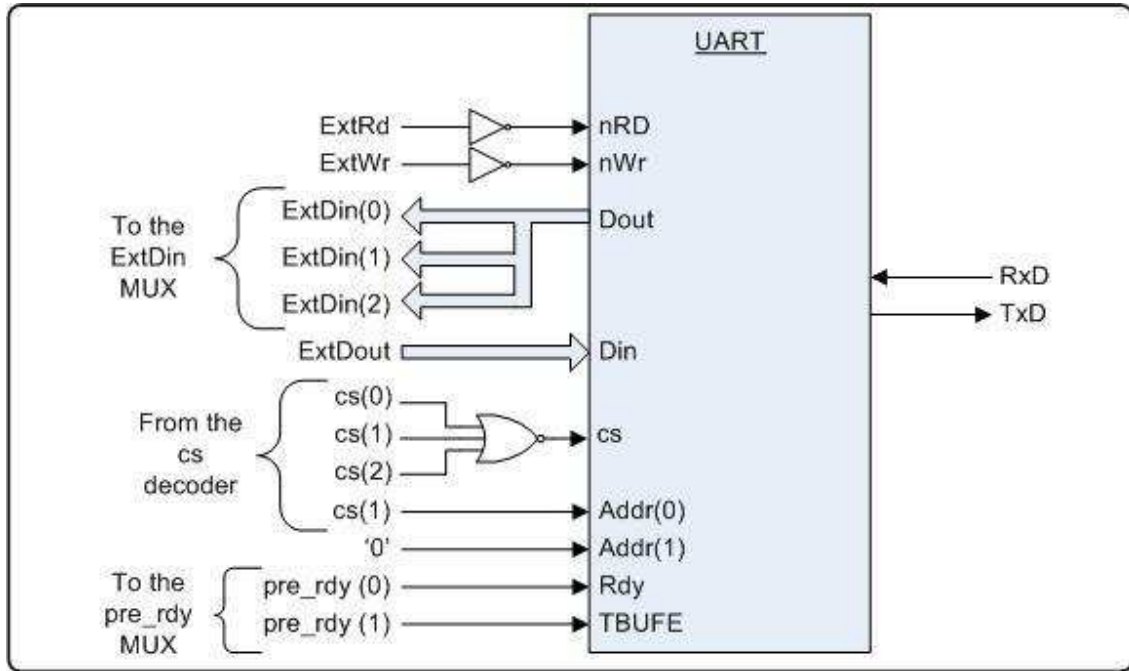 UART
ExtRd
nRD
ExtWr
nWr
To the
ExtDin
MUX
ExtDin(0)
ExtDin(1)
ExtDin(2)
Dout
RxD
TxD
ExtDout
Din
From the
cs
decoder
cs(0)
cs(1)
cs(2)
cs
cs(1)
Addr(0)
'0'
Addr(1)
To the
pre_rdy
MUX
pre_rdy (0)
Rdy
pre_rdy (1)
TBUFE